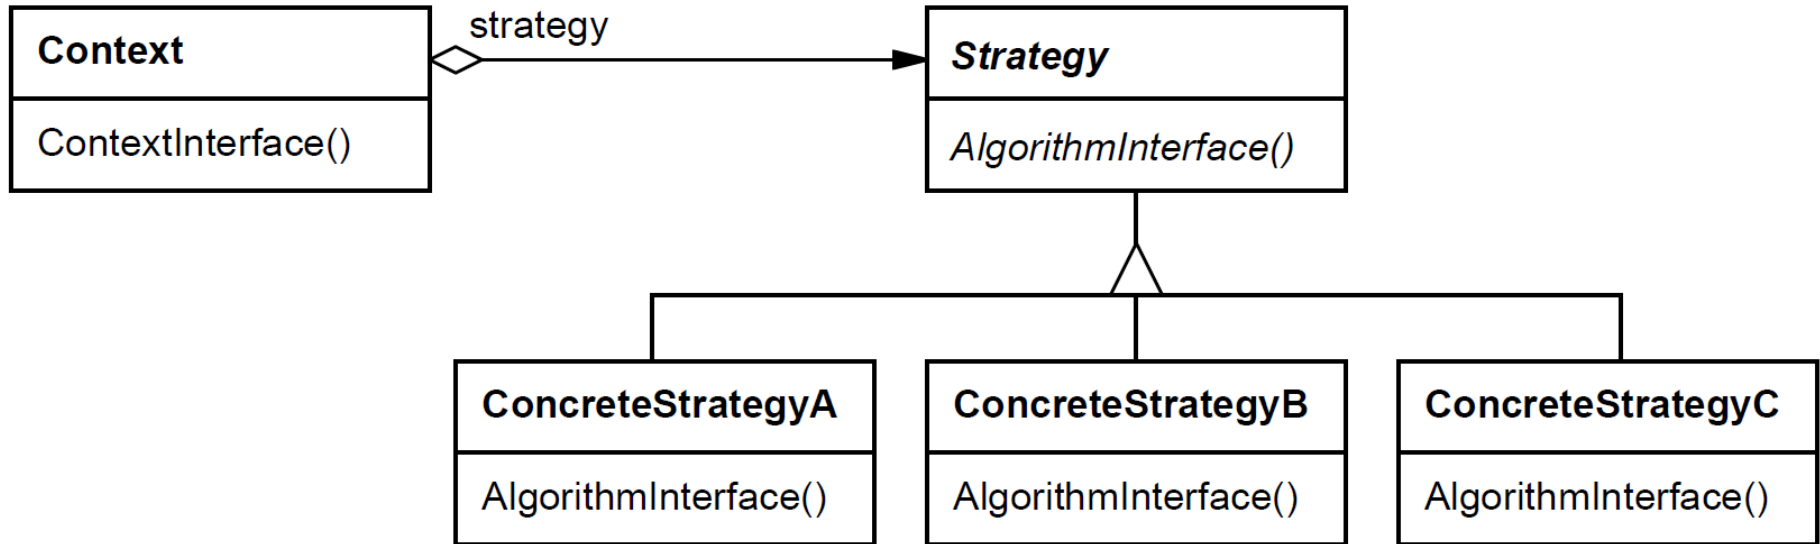 Context
ContextInterface()
strategy
Strategy
AlgorithmInterface()
ConcreteStrategyA
AlgorithmInterface()
ConcreteStrategyB
AlgorithmInterface()
ConcreteStrategyC
AlgorithmInterface()